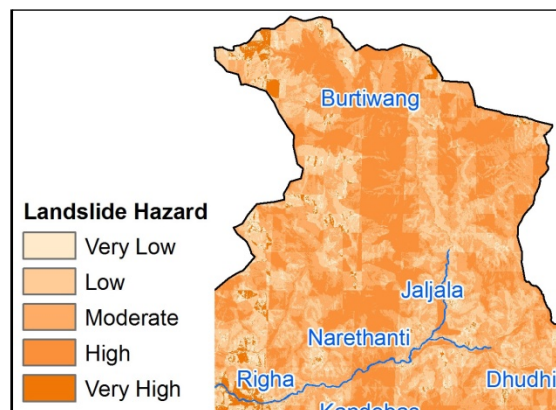 Burtiwang
Landslide Hazard
Very Low
Low
Moderate
High
Very High
Jaljala
Narethanti
Righa
Dhudhi